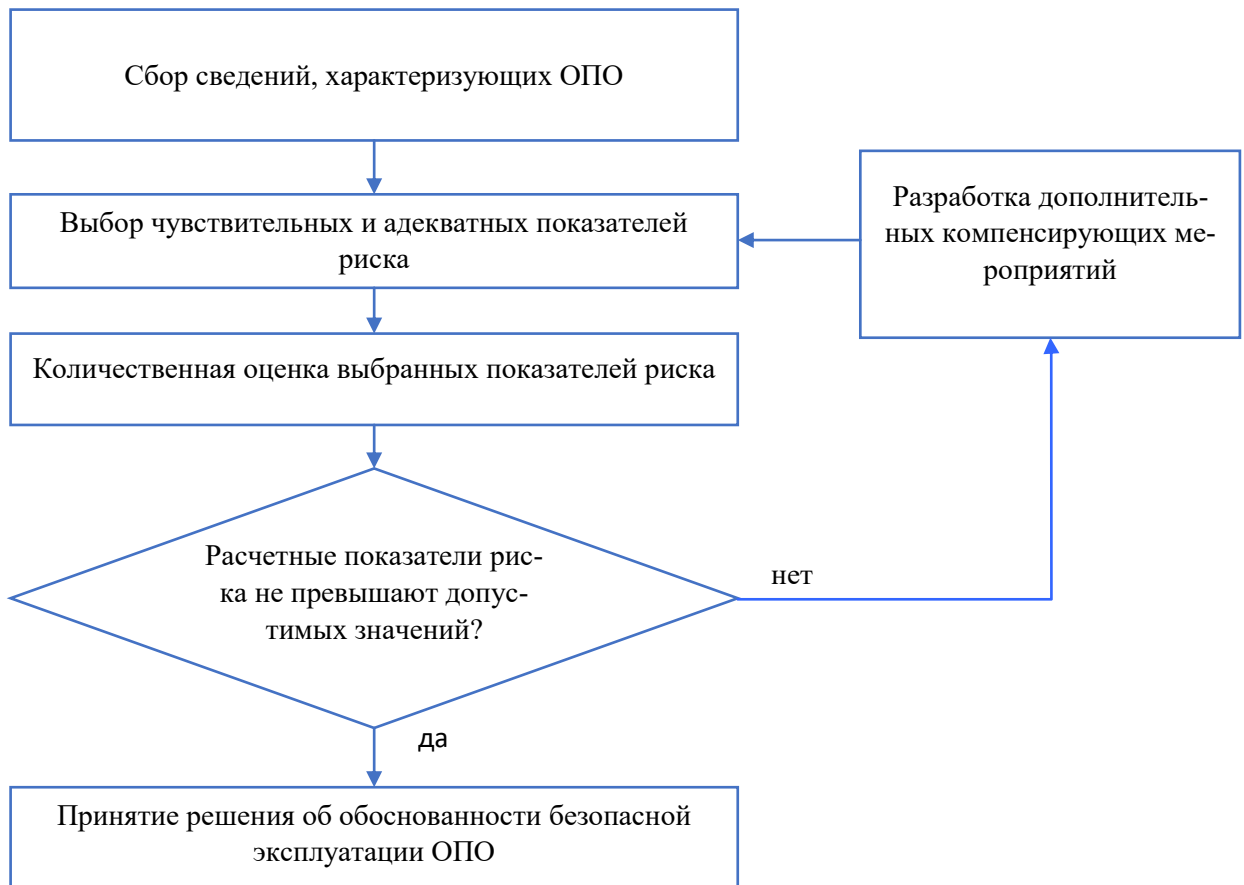 Сбор сведений, характеризующих ОПО
Выбор чувствительных и адекватных показателей
риска
Разработка дополнитель-
ных компенсирующих ме-
роприятий
Количественная оценка выбранных показателей риска
Расчетные показатели рис-
ка не превышают допус-
тимых значений?
нет
да
Принятие решения об обоснованности безопасной
эксплуатации ОПО